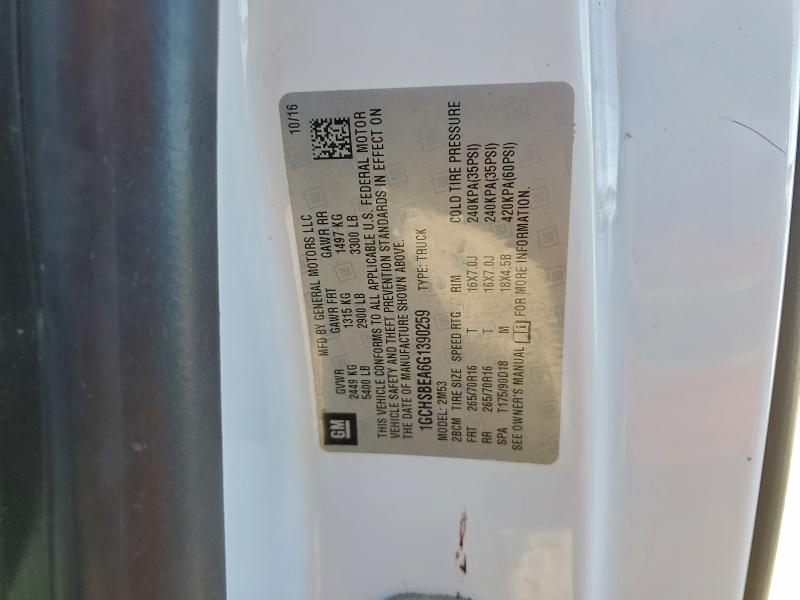 GM
MFD BY GENERAL MOTORS LLC
10/16
GVWR GAWR FRT GAWR RR
2449 KG 1315 KG 1497 KG
5400 LB 2900 LB 3300 LB
THIS VEHICLE CONFORMS TO ALL APPLICABLE U.S. FEDERAL MOTOR
VEHICLE SAFETY AND THEFT PREVENTION STANDARDS IN EFFECT ON
THE DATE OF MANUFACTURE SHOWN ABOVE.
1GCHSBEA6G1390259 TYPE: TRUCK
MODEL: 2M53
2BCM TIRE SIZE SPEED RTG RIM COLD TIRE PRESSURE
FRT 265/70R16 T 16X7.0J 240KPA(35PSI)
RR 265/70R16 T 16X7.0J 240KPA(35PSI)
SPA T175/90D18 M 18X4.5B 420KPA(60PSI)
SEE OWNER'S MANUAL FOR MORE INFORMATION.